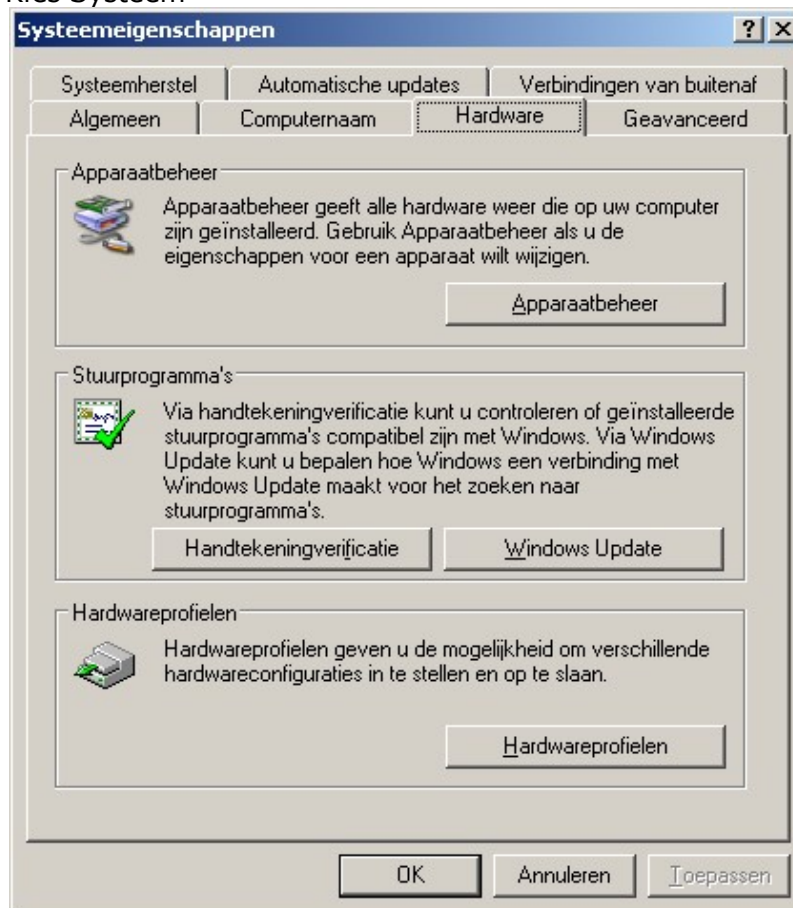 Kies Systeem
Systeemeigenschappen
Systeemherstel
Automatische updates
Verbindingen van buitenaf
Algemeen
Computernaam
Hardware
Geavanceerd
Apparaatbeheer
Apparaatbeheer geeft alle hardware weer die op uw computer
zijn geïnstalleerd. Gebruik Apparaatbeheer als u de
eigenschappen voor een apparaat wilt wijzigen.
Apparaatbeheer
Stuurprogramma's
Via handtekeningverificatie kunt u controleren of geïnstalleerde
stuurprogramma's compatibel zijn met Windows. Via Windows
Update kunt u bepalen hoe Windows een verbinding met
Windows Update maakt voor het zoeken naar
stuurprogramma's.
Handtekeningverificatie
Windows Update
Hardwareprofielen
Hardwareprofielen geven u de mogelijkheid om verschillende
hardwareconfiguraties in te stellen en op te slaan.
Hardwareprofielen
OK
Annuleren
Toepassen